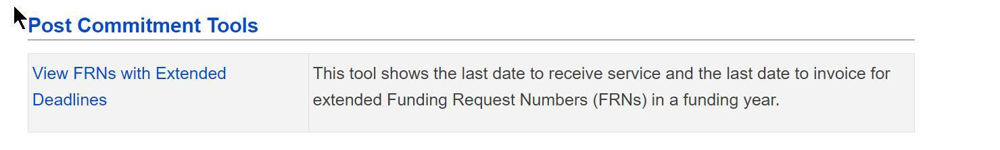 Post Commitment Tools
View FRNs with Extended
Deadlines
This tool shows the last date to receive service and the last date to invoice for
extended Funding Request Numbers (FRNs) in a funding year.